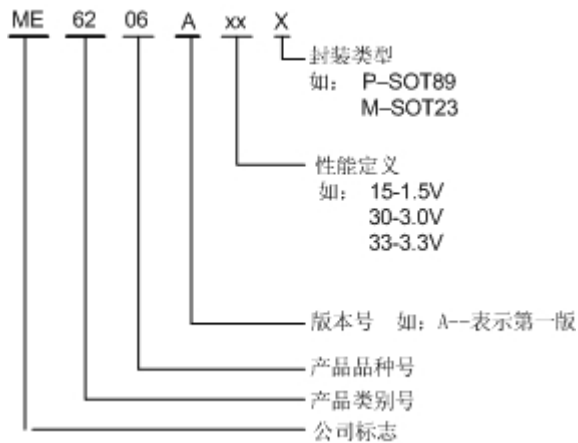 ME 62 06 A xx X
封装类型
如: P–SOT89
M–SOT23
性能定义
如: 15-1.5V
30-3.0V
33-3.3V
版本号 如: A--表示第一版
产品品种号
产品类别号
公司标志